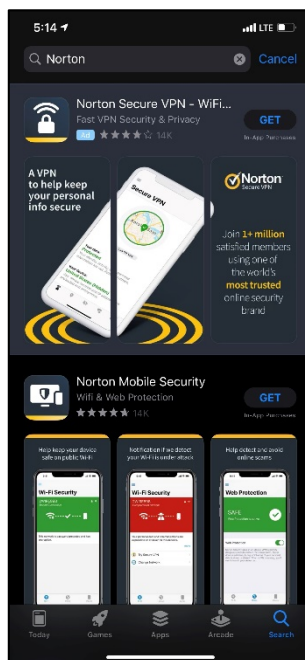 5:14
LTE
Norton
Cancel
Norton Secure VPN - WiFi...
Fast VPN Security & Privacy
Ad 14K
GET
In-App Purchases
A VPN
to help keep
your personal
info secure
Secure VPN
Norton
Secure VPN
Join 1+ million
satisfied members
using one of
the world's
most trusted
online security
brand
Norton Mobile Security
Wifi & Web Protection
14K
GET
In-App Purchases
Help keep your device
safe on public Wi-Fi
Wi-Fi Security
Notification if we detect
your Wi-Fi is under attack
Wi-Fi Security
Help detect and avoid
online scams
Web Protection
SAFE
Today
Games
Apps
Arcade
Search